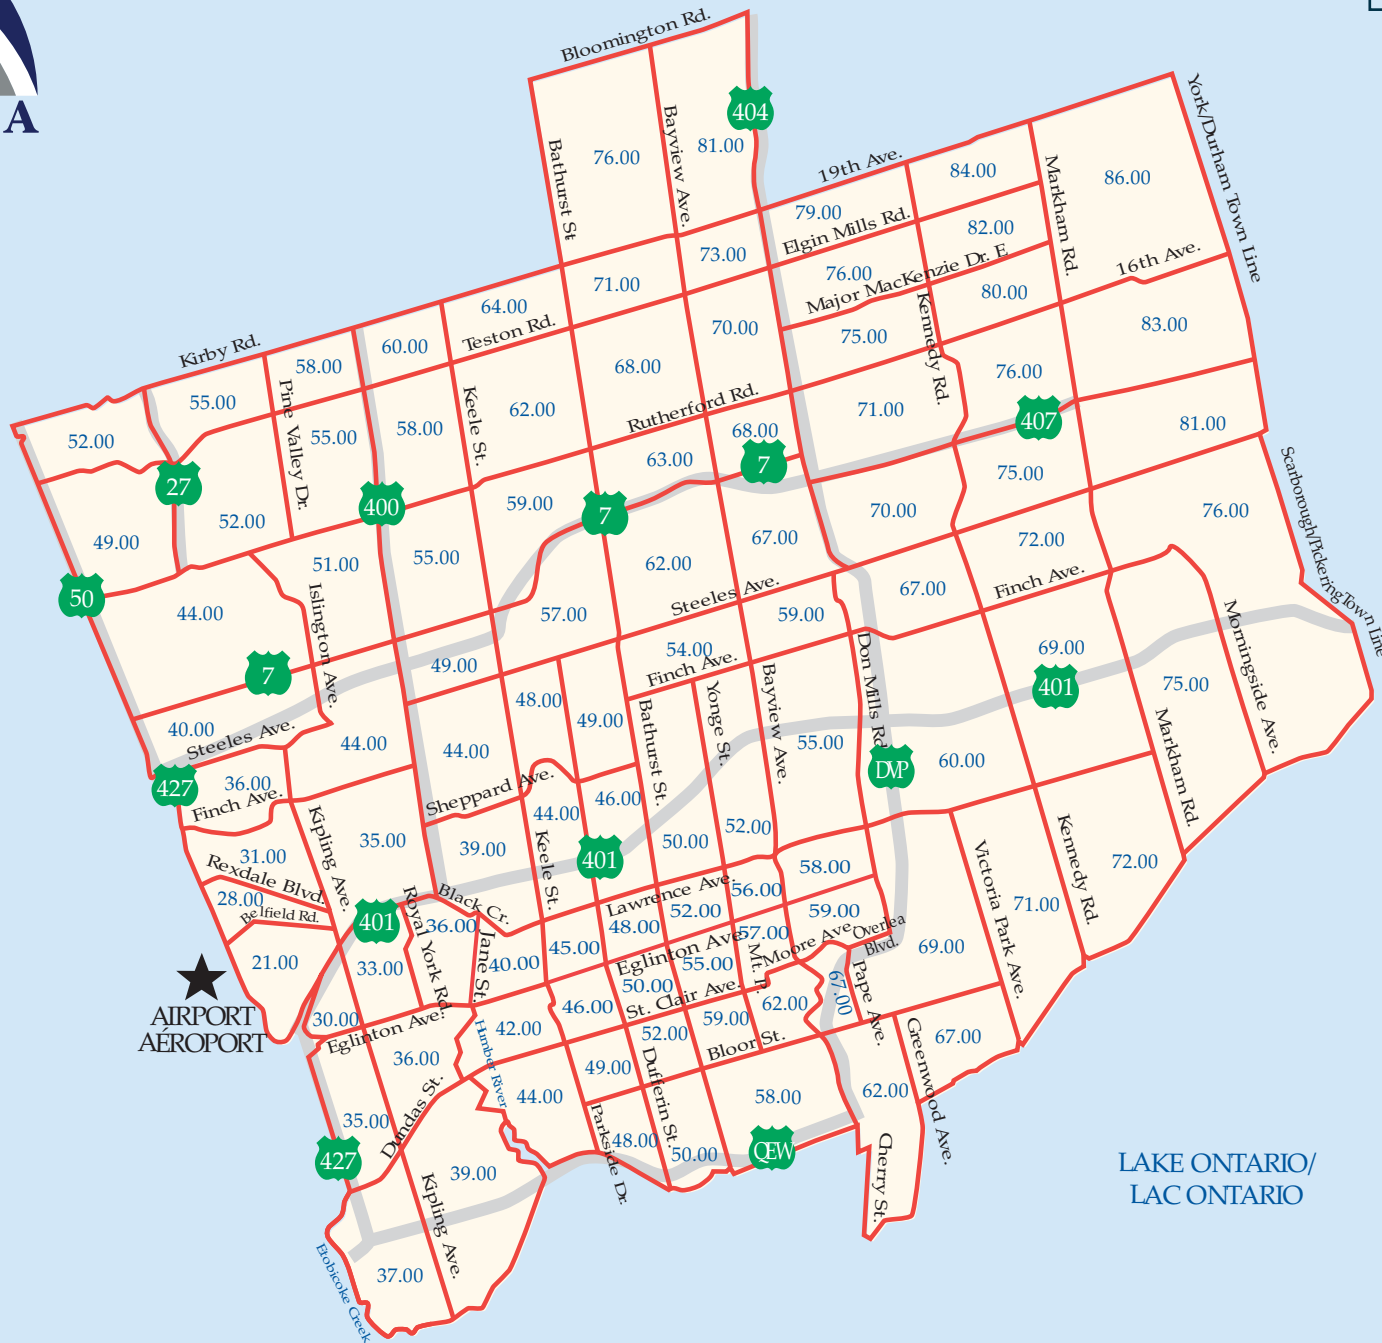 A
Bloomington Rd.
404
Bathurst St
Bayview Ave.
76.00
81.00
York/Durham Town Line
19th Ave.
84.00
86.00
Markham Rd.
79.00
Elgin Mills Rd.
82.00
73.00
76.00
Major MacKenzie Dr. E
16th Ave.
71.00
80.00
64.00
Teston Rd.
70.00
75.00
Kennedy Rd.
83.00
Kirby Rd.
60.00
58.00
68.00
76.00
55.00
Pine Valley Dr.
Keele St.
62.00
Rutherford Rd.
71.00
407
52.00
55.00
58.00
68.00
81.00
27
400
63.00
7
75.00
Scarborough/Pickering Town Line
52.00
59.00
7
70.00
76.00
49.00
51.00
55.00
62.00
67.00
72.00
50
44.00
Islington Ave.
57.00
Steeles Ave.
59.00
67.00
Finch Ave.
Morningside Ave.
7
49.00
54.00
Finch Ave.
Don Mills Rd.
69.00
401
75.00
40.00
Steeles Ave.
48.00
49.00
Bathurst St.
Yonge St.
Bayview Ave.
Markham Rd.
44.00
44.00
55.00
60.00
DVP
427
36.00
Finch Ave.
Sheppard Ave.
46.00
44.00
Kipling Ave.
35.00
39.00
Keele St.
401
50.00
52.00
Victoria Park Ave.
Kennedy Rd.
72.00
31.00
Rexdale Blvd.
58.00
28.00
Belfield Rd.
401
Royal York Rd.
Black Cr.
36.00
Lawrence Ave.
56.00
52.00
59.00
71.00
Jane St.
48.00
57.00
Overlea
Blvd.
69.00
21.00
33.00
40.00
45.00
Eglinton Ave.
55.00
Mt. P.
Moore Ave.
AIRPORT
AÉROPORT
30.00
Eglinton Ave.
46.00
50.00
St. Clair Ave.
62.00
67.00
Pape Ave.
Greenwood Ave.
42.00
Humber River
52.00
59.00
Bloor St.
67.00
36.00
49.00
Dufferin St.
62.00
35.00
Dundas St.
44.00
Parkside Dr.
58.00
427
48.00
50.00
QEW
Cherry St.
39.00
Kipling Ave.
LAKE ONTARIO/
LAC ONTARIO
37.00
Etobicoke Creek